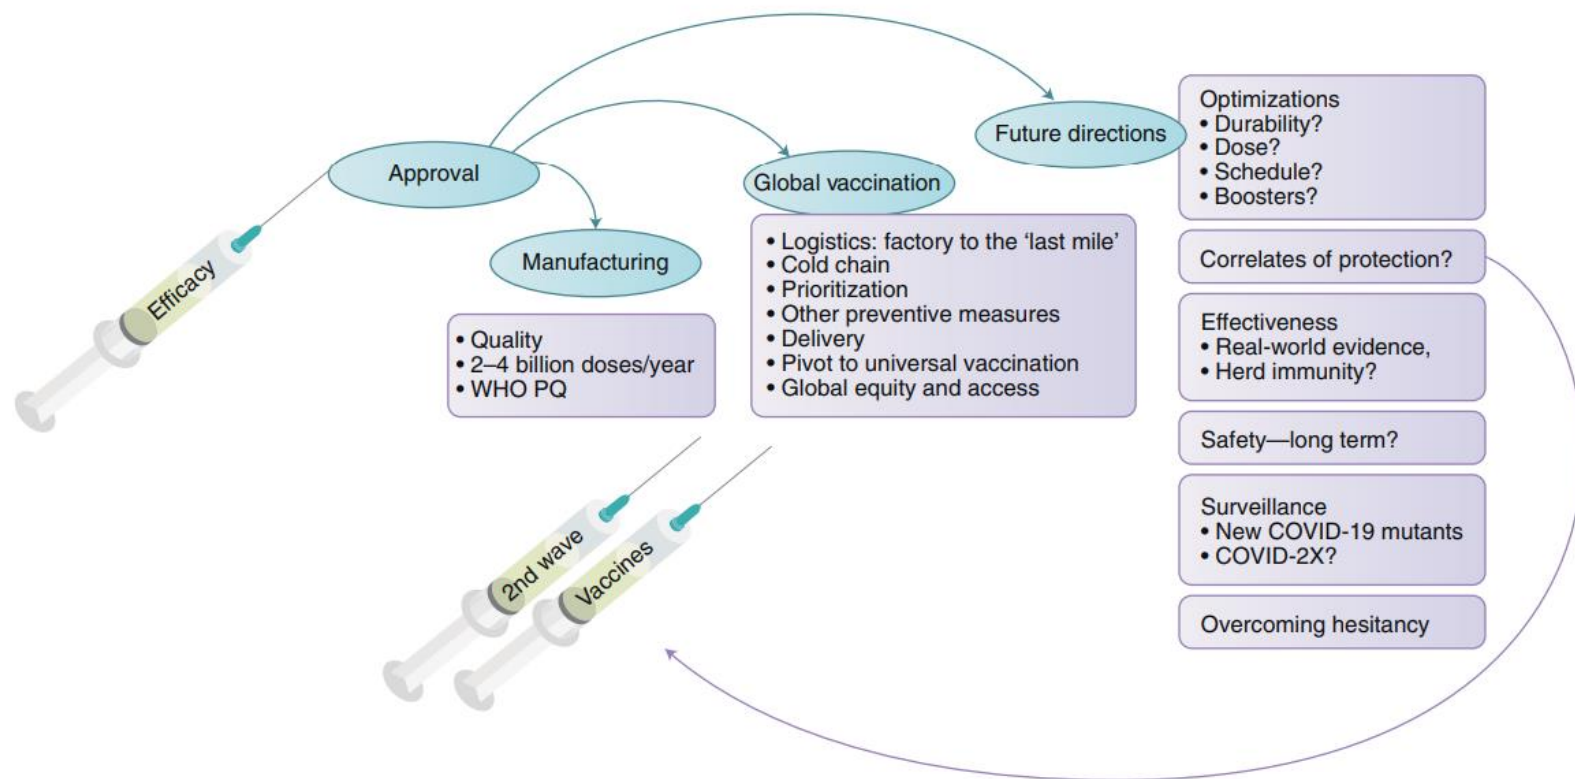 Efficacy
Approval
Manufacturing
• Quality
• 2–4 billion doses/year
• WHO PQ
Global vaccination
• Logistics: factory to the ‘last mile’
• Cold chain
• Prioritization
• Other preventive measures
• Delivery
• Pivot to universal vaccination
• Global equity and access
Future directions
Optimizations
• Durability?
• Dose?
• Schedule?
• Boosters?
Correlates of protection?
Effectiveness
• Real-world evidence,
• Herd immunity?
Safety—long term?
Surveillance
• New COVID-19 mutants
• COVID-2X?
Overcoming hesitancy
2nd wave
Vaccines